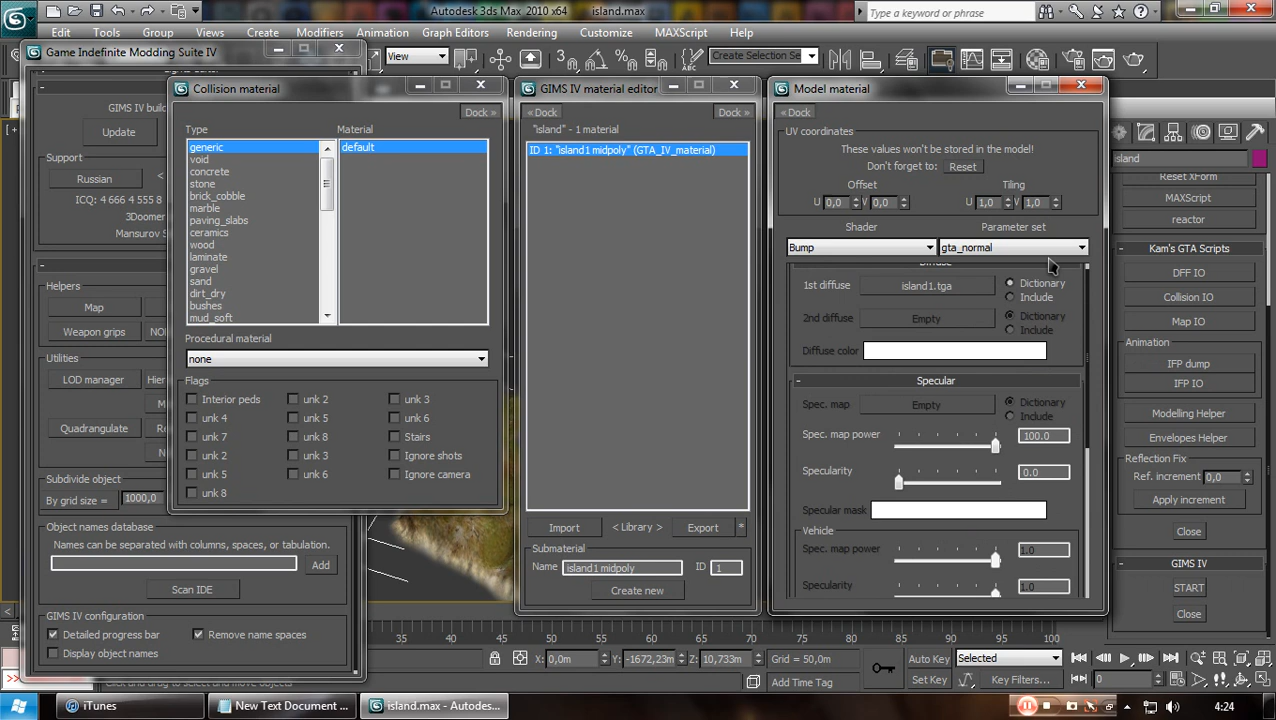 Autodesk 3ds Max 2010 x64 island.max
Type a keyword or phrase
Edit Tools Group Views Create Modifiers Animation Graph Editors Rendering Customize MAXScript Help
View
Create Selection Se
Game Indefinite Modding Suite IV
GIMS IV buil
Update
Support
Russian <
ICQ: 4 666 4 555 #
3Doomer
Mansurov S
Helpers
Map
Weapon grips NO
Utilities
LOD manager Hier
Quadrangulate
Subdivide object
By grid size = 1000,0
Object names database
Names can be separated with columns, spaces, or tabulation.
Add
Scan IDE
GIMS IV configuration
Detailed progress bar Remove name spaces
Display object names
Collision material
Dock »
Type Material
generic default
void
concrete
stone
brick_cobble
marble
paving_slabs
ceramics
wood
laminate
gravel
sand
dirt_dry
bushes
mud_soft
Procedural material
none
Flags
Interior peds unk 2 unk 3
unk 4 unk 5 unk 6
unk 7 unk 8 Stairs
unk 2 unk 3 Ignore shots
unk 5 unk 6 Ignore camera
unk 8
GIMS IV material editor
« Dock Dock »
"island" - 1 material
ID 1: "island1 midpoly" (GTA_IV_material)
Import < Library > Export *
Submaterial
Name island1 midpoly ID 1
Create new
Model material
« Dock
UV coordinates
These values won't be stored in the model!
Don't forget to: Reset
Offset Tiling
U 0,0 V 0,0 U 1,0 V 1,0
Shader Parameter set
Bump gta_normal
Diffuse
1st diffuse island1.tga Dictionary
Include
2nd diffuse Empty Dictionary
Include
Diffuse color
- Specular
Spec. map Empty Dictionary
Include
Spec. map power 100.0
Specularity 0.0
Specular mask
Vehicle
Spec. map power 1.0
Specularity 1.0
island
Reset XForm
MAXScript
reactor
- Kam's GTA Scripts
DFF IO
Collision IO
Map IO
Animation
IFP dump
IFP IO
Modelling Helper
Envelopes Helper
Reflection Fix
Ref. increment 0,0
Apply increment
Close
- GIMS IV
START
Close
35 40 45 50 55 60 65 70 75 80 85 90 95 100
X: 0,0m Y: -1672,23m Z: 10,733m Grid = 50,0m
Auto Key Selected
Click and drag to select and move objects
Add Time Tag
Set Key Key Filters... 0
iTunes New Text Document ... island.max - Autodes... 4:24